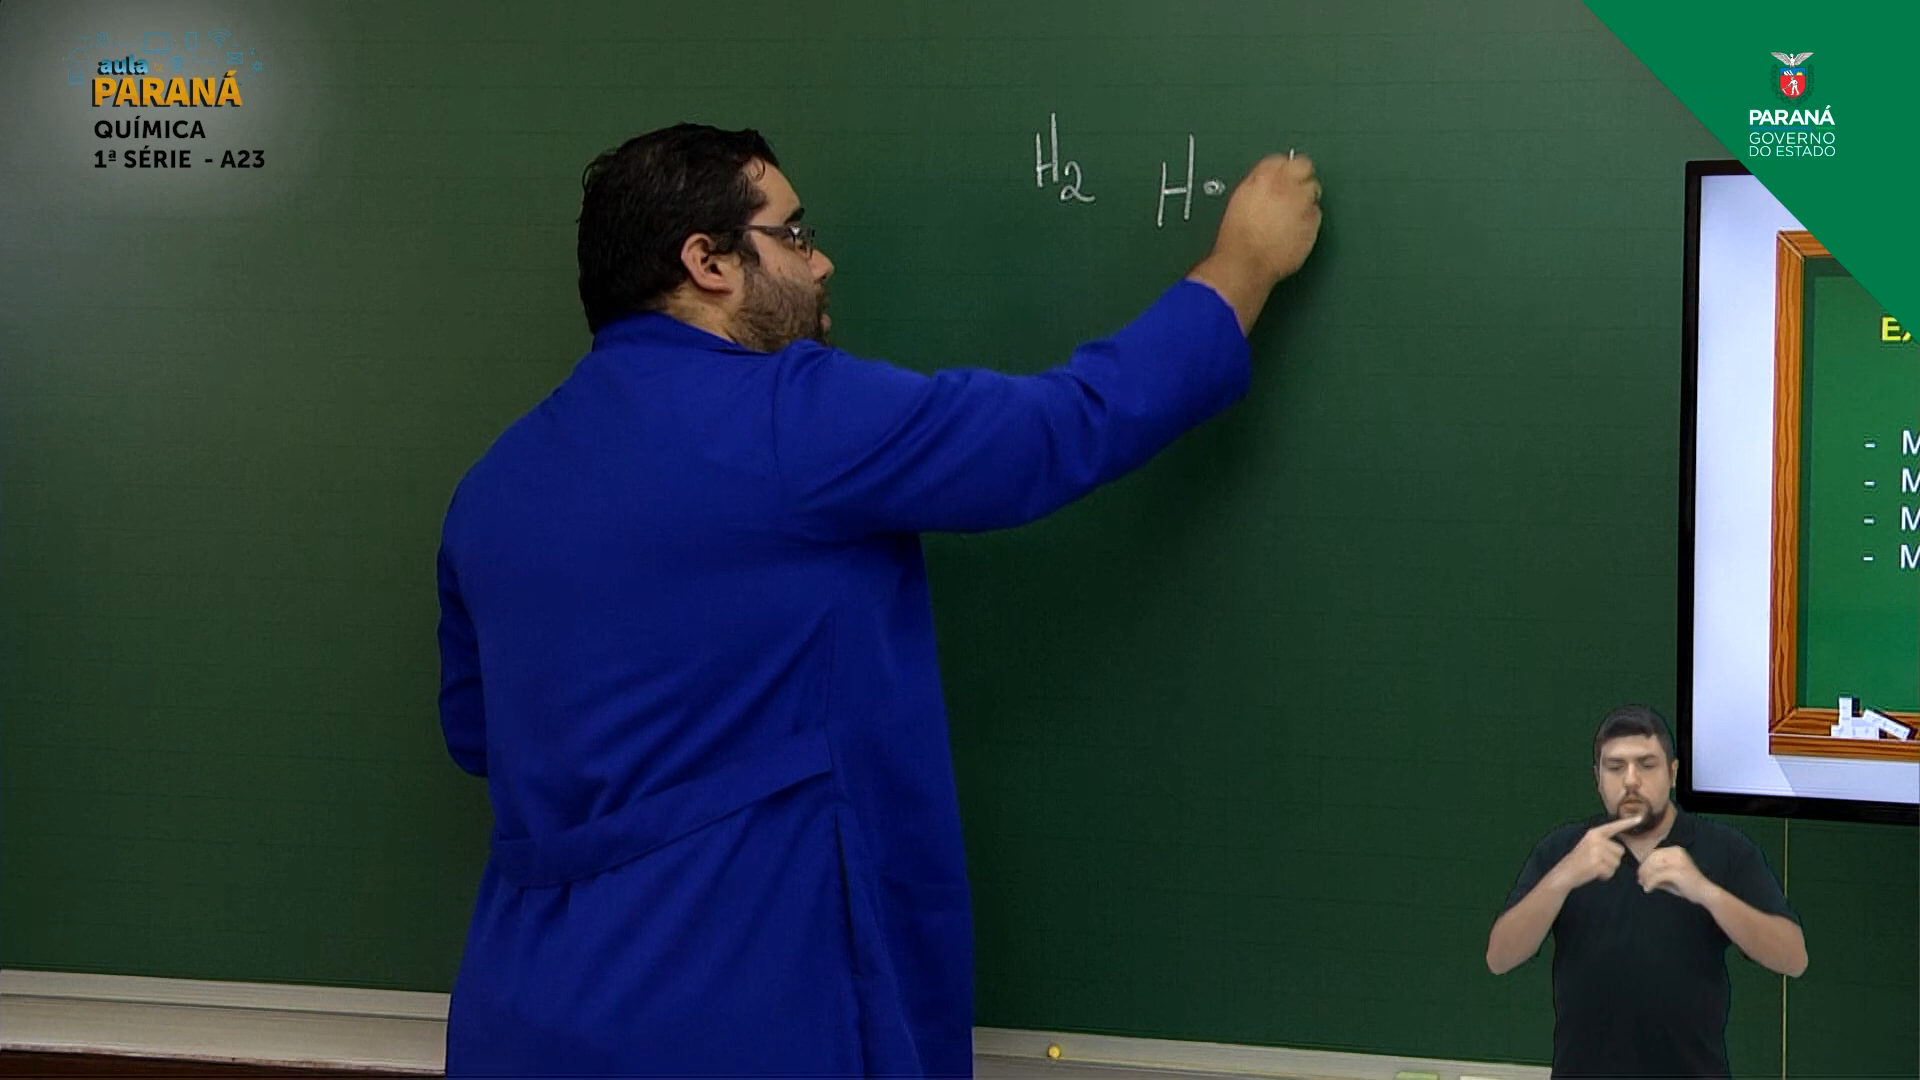 aula
PARANÁ
QUÍMICA
1ª SÉRIE - A23
H₂ H•
PARANÁ
GOVERNO
DO ESTADO
- M
- M
- M
- M